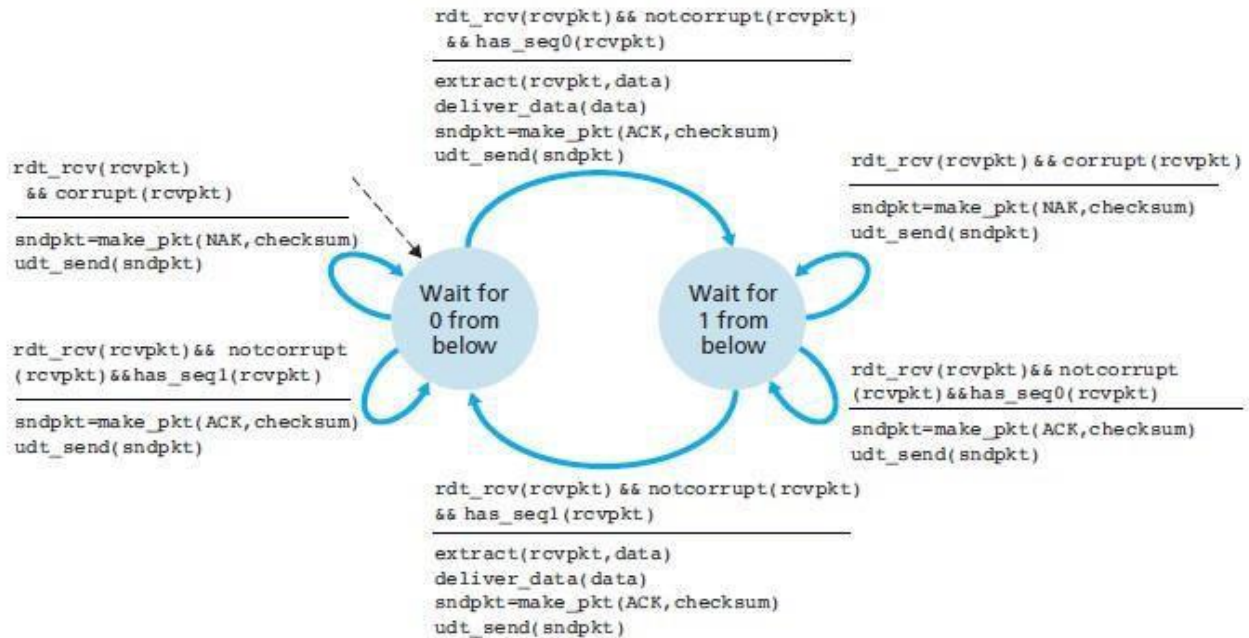 rdt_rcv(rcvpkt)&& notcorrupt(rcvpkt)
&& has_seq0(rcvpkt)
extract(rcvpkt,data)
deliver_data(data)
sndpkt=make_pkt(ACK,checksum)
udt_send(sndpkt)
rdt_rcv(rcvpkt)
&& corrupt(rcvpkt)
sndpkt=make_pkt(NAK,checksum)
udt_send(sndpkt)
rdt_rcv(rcvpkt) && corrupt(rcvpkt)
sndpkt=make_pkt(NAK,checksum)
udt_send(sndpkt)
Wait for
0 from
below
Wait for
1 from
below
rdt_rcv(rcvpkt)&& notcorrupt
(rcvpkt)&&has_seq1(rcvpkt)
sndpkt=make_pkt(ACK,checksum)
udt_send(sndpkt)
rdt_rcv(rcvpkt)&& notcorrupt
(rcvpkt)&&has_seq0(rcvpkt)
sndpkt=make_pkt(ACK,checksum)
udt_send(sndpkt)
rdt_rcv(rcvpkt) && notcorrupt(rcvpkt)
&& has_seq1(rcvpkt)
extract(rcvpkt,data)
deliver_data(data)
sndpkt=make_pkt(ACK,checksum)
udt_send(sndpkt)